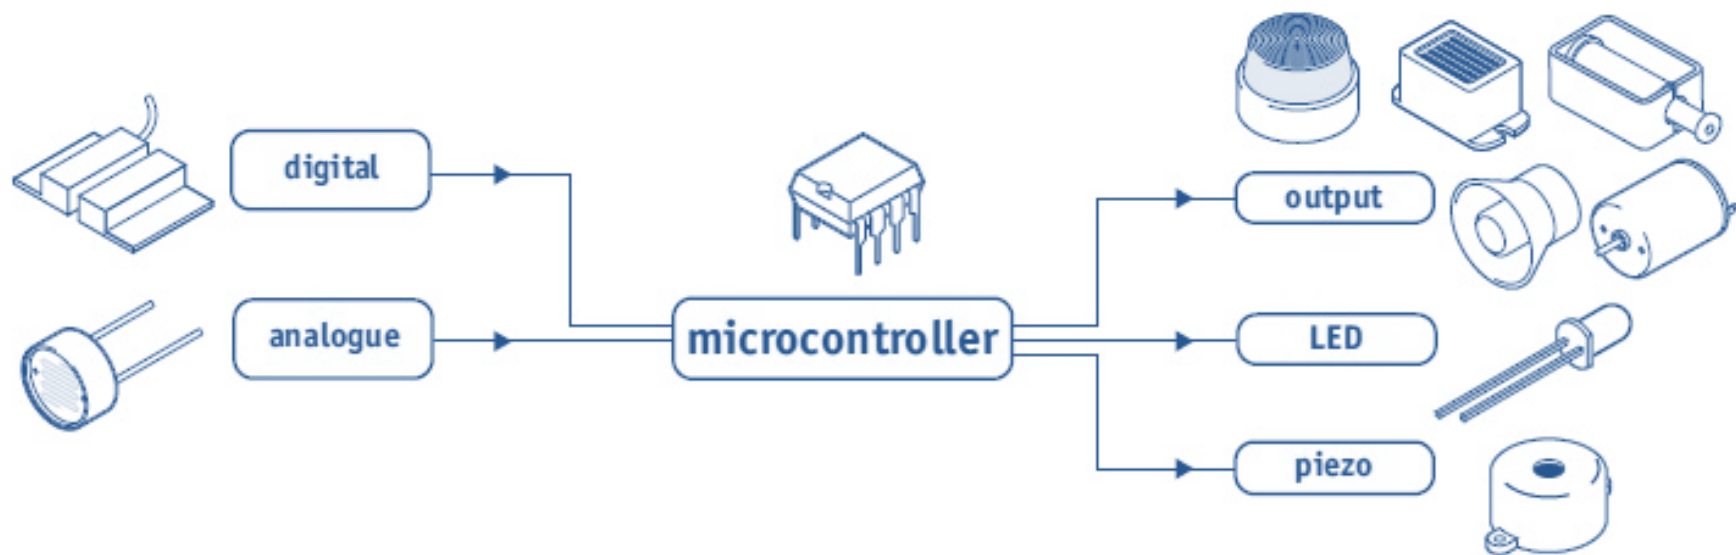 digital
analogue
microcontroller
output
LED
piezo